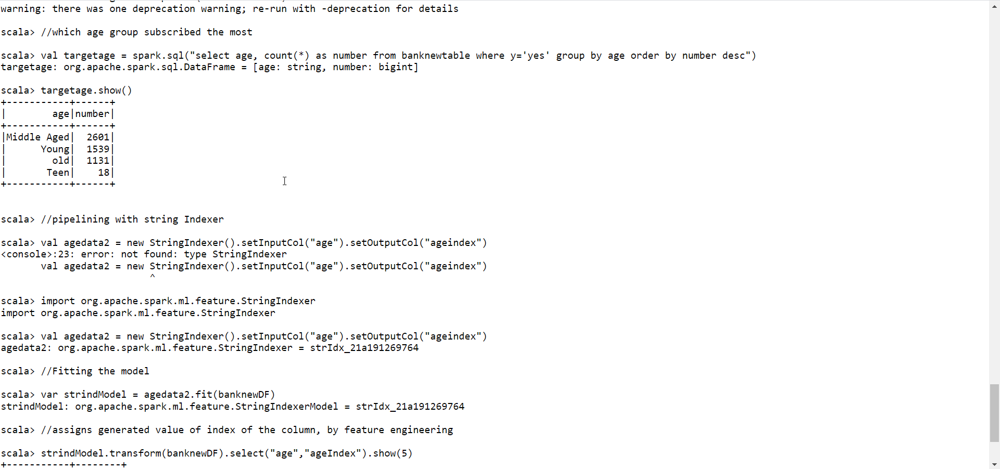 warning: there was one deprecation warning; re-run with -deprecation for details
scala> //which age group subscribed the most
scala> val targetage = spark.sql("select age, count(*) as number from banknewtable where y='yes' group by age order by number desc")
targetage: org.apache.spark.sql.DataFrame = [age: string, number: bigint]
scala> targetage.show()
+-----------+------+
|        age|number|
+-----------+------+
|Middle Aged|  2601|
|      Young|  1539|
|        old|  1131|
|       Teen|    18|
+-----------+------+
scala> //pipelining with string Indexer
scala> val agedata2 = new StringIndexer().setInputCol("age").setOutputCol("ageindex")
<console>:23: error: not found: type StringIndexer
       val agedata2 = new StringIndexer().setInputCol("age").setOutputCol("ageindex")
                          ^
scala> import org.apache.spark.ml.feature.StringIndexer
import org.apache.spark.ml.feature.StringIndexer
scala> val agedata2 = new StringIndexer().setInputCol("age").setOutputCol("ageindex")
agedata2: org.apache.spark.ml.feature.StringIndexer = strIdx_21a191269764
scala> //Fitting the model
scala> var strindModel = agedata2.fit(banknewDF)
strindModel: org.apache.spark.ml.feature.StringIndexerModel = strIdx_21a191269764
scala> //assigns generated value of index of the column, by feature engineering
scala> strindModel.transform(banknewDF).select("age","ageIndex").show(5)
+-----------+--------+